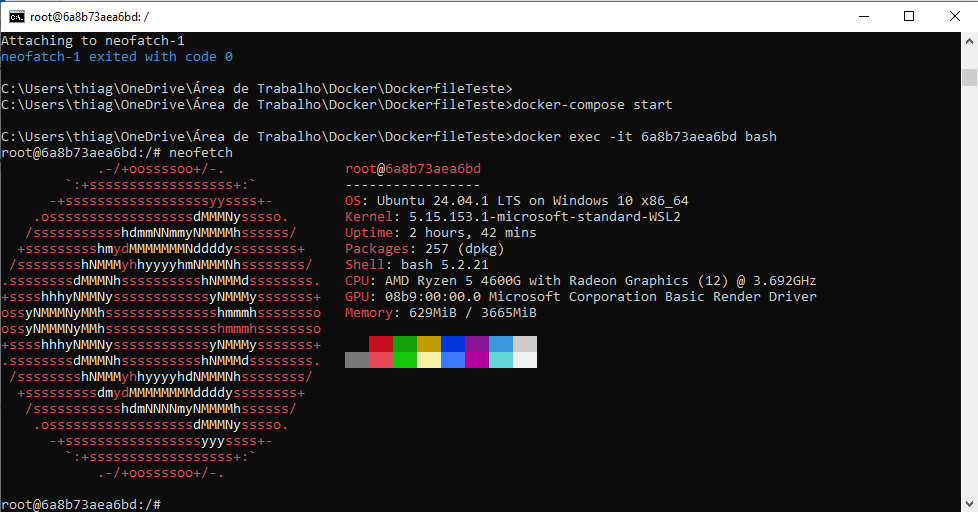 root@6a8b73aea6bd: /
Attaching to neofatch-1
neofatch-1 exited with code 0
C:\Users\thiag\OneDrive\Área de Trabalho\Docker\DockerfileTeste>
C:\Users\thiag\OneDrive\Área de Trabalho\Docker\DockerfileTeste>docker-compose start
C:\Users\thiag\OneDrive\Área de Trabalho\Docker\DockerfileTeste>docker exec -it 6a8b73aea6bd bash
root@6a8b73aea6bd:/# neofetch
.-/+oossssoo+/-. root@6a8b73aea6bd
`:+ssssssssssssssssss+:` -----------------
-+ssssssssssssssssssyyssss+- OS: Ubuntu 24.04.1 LTS on Windows 10 x86_64
.ossssssssssssssssssdMMMNysssso. Kernel: 5.15.153.1-microsoft-standard-WSL2
/ssssssssssshdmmNNmmyNMMMMhssssss/ Uptime: 2 hours, 42 mins
+ssssssssshmydMMMMMMMNddddyssssssss+ Packages: 257 (dpkg)
/sssssssshNMMMyhhyyyyhmNMMMNhssssssss/ Shell: bash 5.2.21
.ssssssssdMMMNhsssssssssshNMMMdssssssss. CPU: AMD Ryzen 5 4600G with Radeon Graphics (12) @ 3.692GHz
+sssshhhyNMMNyssssssssssssyNMMMysssssss+ GPU: 08b9:00:00.0 Microsoft Corporation Basic Render Driver
ossyNMMMNyMMhsssssssssssssshmmmhssssssso Memory: 629MiB / 3665MiB
ossyNMMMNyMMhsssssssssssssshmmmhssssssso
+sssshhhyNMMNyssssssssssssyNMMMysssssss+
.ssssssssdMMMNhsssssssssshNMMMdssssssss.
/sssssssshNMMMyhhyyyyhdNMMMNhssssssss/
+sssssssssdmydMMMMMMMMddddyssssssss+
/ssssssssssshdmNNNNmyNMMMMhssssss/
.ossssssssssssssssssdMMMNysssso.
-+sssssssssssssssssyyyssss+-
`:+ssssssssssssssssss+:`
.-/+oossssoo+/-.
root@6a8b73aea6bd:/#